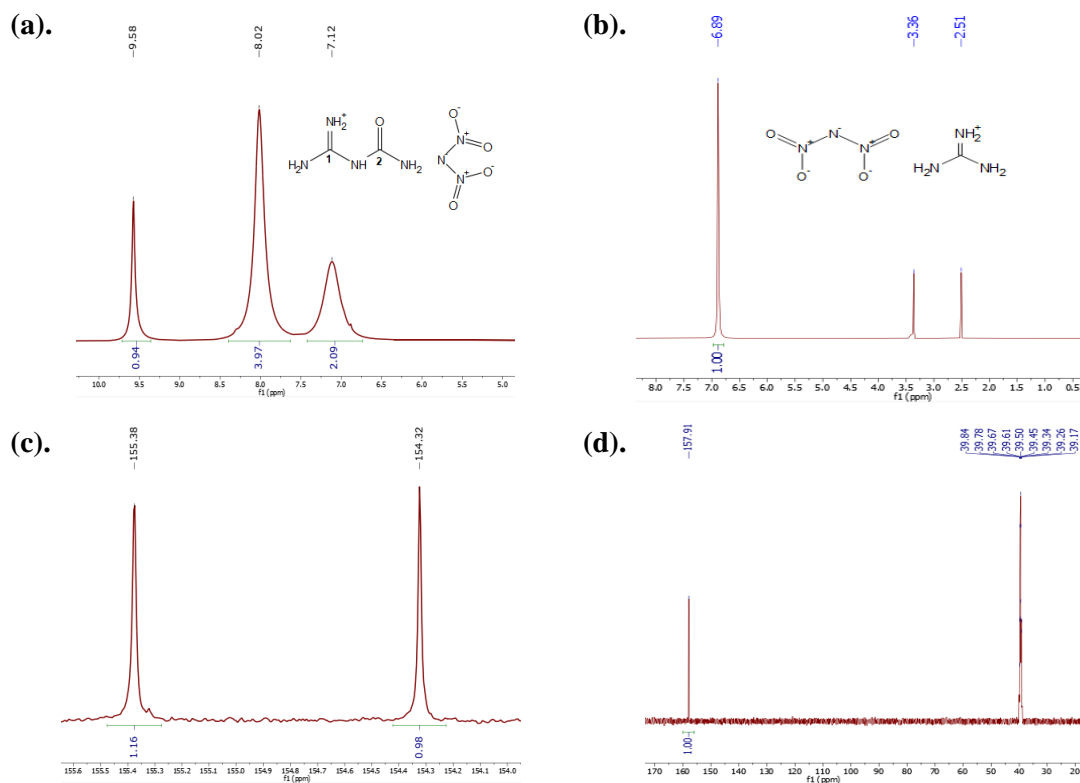 (a).
9.58
8.02
7.12
NH2+
O
H2N
1
NH
2
NH2
O-
N+
O
N
N+
O-
O
0.94
3.97
2.09
10.0 9.5 9.0 8.5 8.0 7.5 7.0 6.5 6.0 5.5 5.0
f1 (ppm)
(b).
6.89
3.36
2.51
O
N-
O
N+
N+
O-
O-
NH2+
H2N
NH2
1.00
8.0 7.5 7.0 6.5 6.0 5.5 5.0 4.5 4.0 3.5 3.0 2.5 2.0 1.5 1.0 0.5
f1 (ppm)
(c).
155.38
154.32
1.16
0.98
155.6 155.5 155.4 155.3 155.2 155.1 155.0 154.9 154.8 154.7 154.6 154.5 154.4 154.3 154.2 154.1 154.0
f1 (ppm)
(d).
157.91
39.84
39.78
39.67
39.61
39.50
39.45
39.34
39.26
39.17
1.00
170 160 150 140 130 120 110 100 90 80 70 60 50 40 30 20
f1 (ppm)